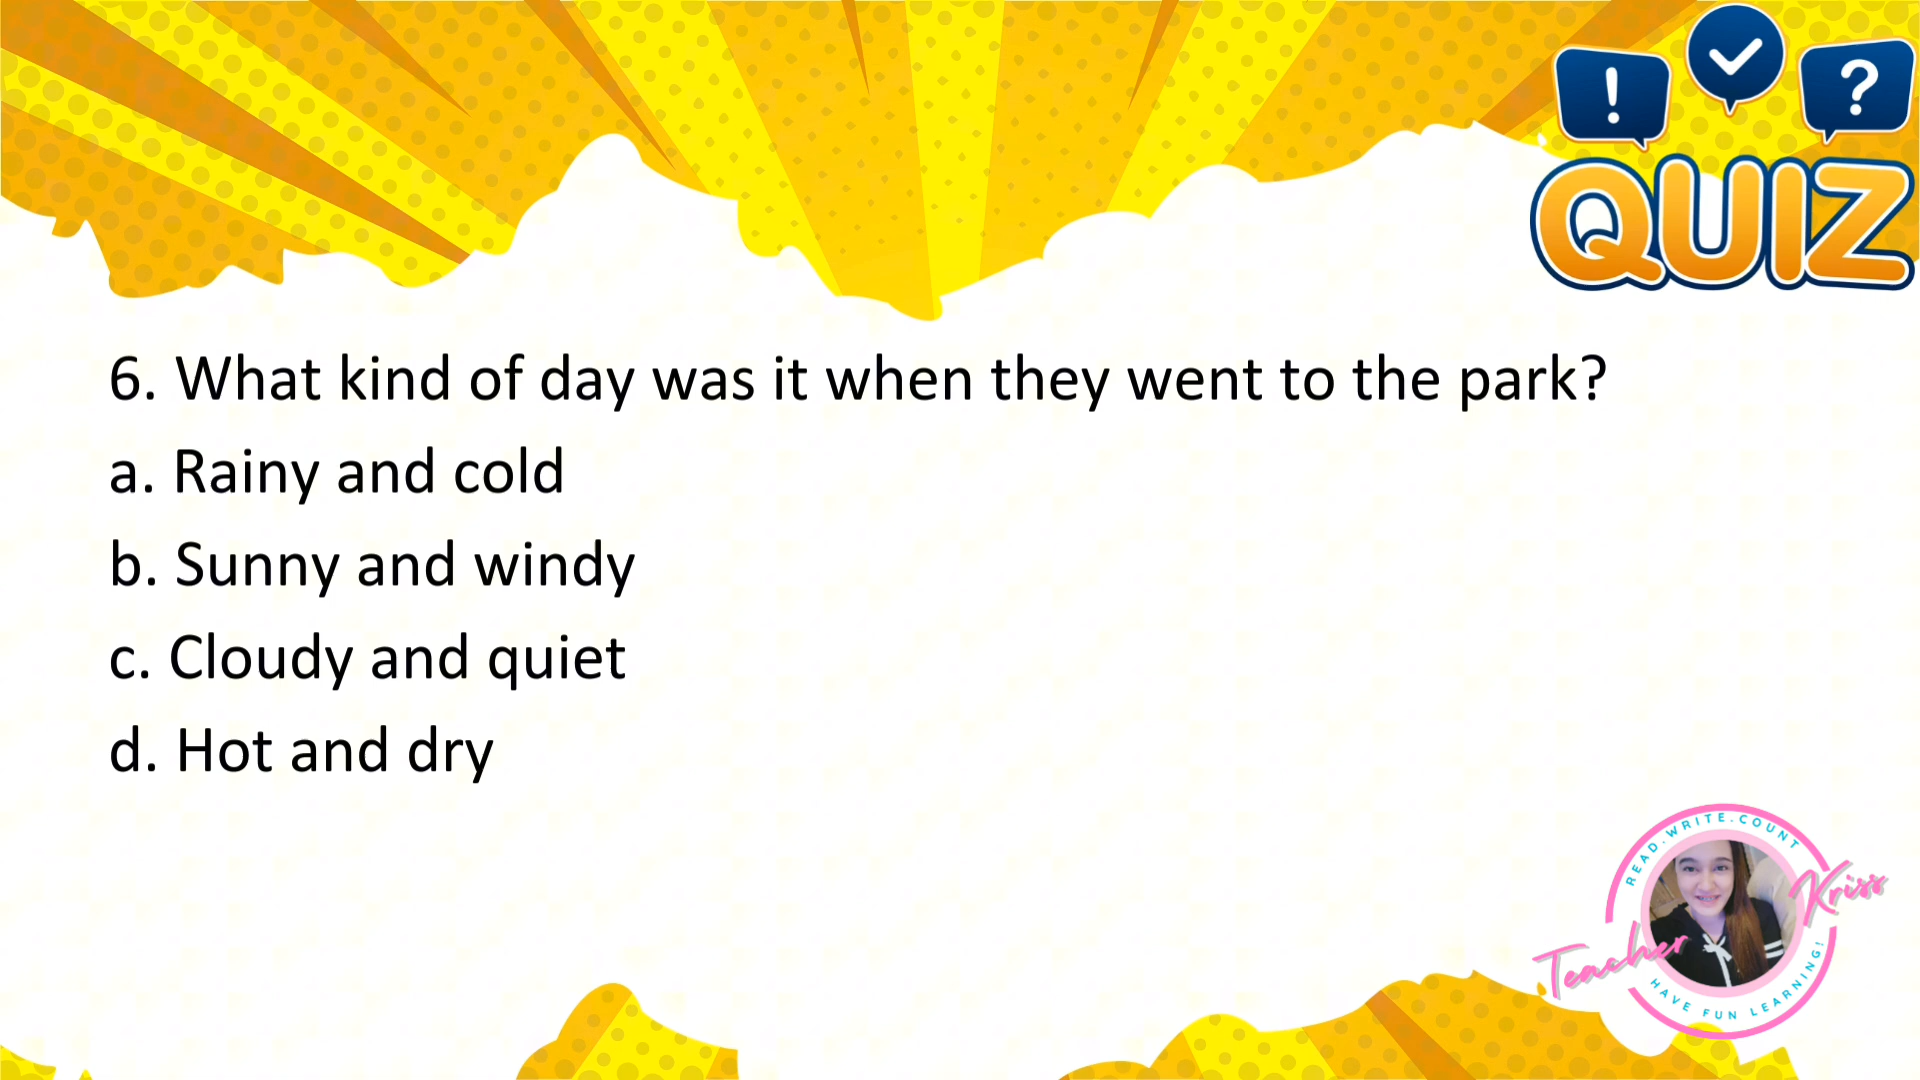 ! ?
QUIZ
6. What kind of day was it when they went to the park?
a. Rainy and cold
b. Sunny and windy
c. Cloudy and quiet
d. Hot and dry
READ.WRITE.COUNT
Teacher Kriss
HAVE FUN LEARNING!